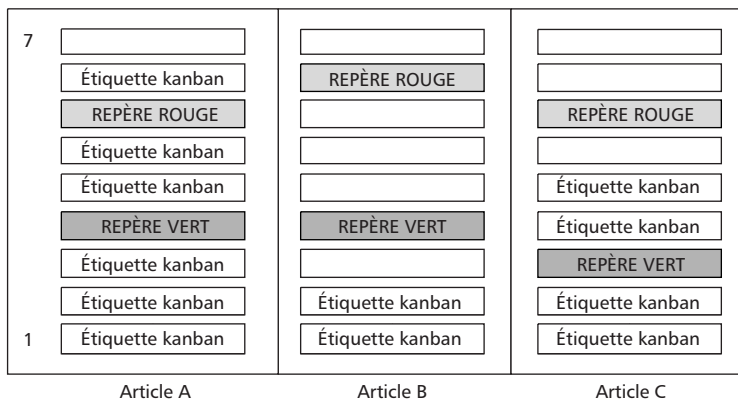 7
Étiquette kanban REPÈRE ROUGE
REPÈRE ROUGE REPÈRE ROUGE
Étiquette kanban
Étiquette kanban Étiquette kanban
REPÈRE VERT REPÈRE VERT Étiquette kanban
Étiquette kanban REPÈRE VERT
Étiquette kanban Étiquette kanban Étiquette kanban
1 Étiquette kanban Étiquette kanban Étiquette kanban
Article A Article B Article C